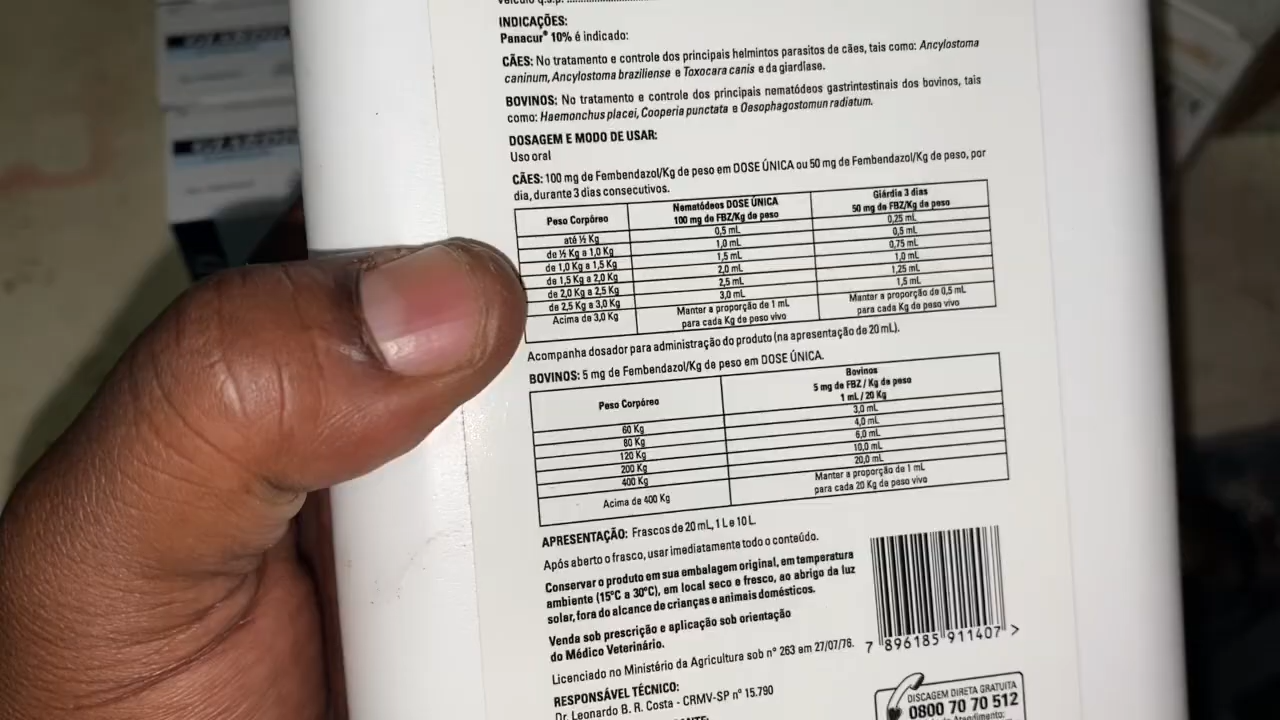 INDICAÇÕES:
Panacur® 10% é indicado:
CÃES: No tratamento e controle dos principais helmintos parasitos de cães, tais como: Ancylostoma
caninum, Ancylostoma braziliense e Toxocara canis e da giardíase.
BOVINOS: No tratamento e controle dos principais nematódeos gastrintestinais dos bovinos, tais
como: Haemonchus placei, Cooperia punctata e Oesophagostomun radiatum.
DOSAGEM E MODO DE USAR:
Uso oral
CÃES: 100 mg de Fembendazol/Kg de peso em DOSE ÚNICA ou 50 mg de Fembendazol/Kg de peso, por
dia, durante 3 dias consecutivos.
Peso Corpóreo
Nematódeos DOSE ÚNICA
100 mg de FBZ/Kg de peso
Giárdia 3 dias
50 mg de FBZ/Kg de peso
até ½ Kg 0,5 mL 0,25 mL
de ½ Kg a 1,0 Kg 1,0 mL 0,5 mL
de 1,0 Kg a 1,5 Kg 1,5 mL 0,75 mL
de 1,5 Kg a 2,0 Kg 2,0 mL 1,0 mL
de 2,0 Kg a 2,5 Kg 2,5 mL 1,25 mL
de 2,5 Kg a 3,0 Kg 3,0 mL 1,5 mL
Acima de 3,0 Kg
Manter a proporção de 1 mL
para cada Kg de peso vivo
Manter a proporção de 0,5 mL
para cada Kg de peso vivo
Acompanha dosador para administração do produto (na apresentação de 20 mL).
BOVINOS: 5 mg de Fembendazol/Kg de peso em DOSE ÚNICA.
Peso Corpóreo
Bovinos
5 mg de FBZ / Kg de peso
1 mL / 20 Kg
60 Kg 3,0 mL
80 Kg 4,0 mL
120 Kg 6,0 mL
200 Kg 10,0 mL
400 Kg 20,0 mL
Acima de 400 Kg
Manter a proporção de 1 mL
para cada 20 Kg de peso vivo
APRESENTAÇÃO: Frascos de 20 mL, 1 L e 10 L.
Após aberto o frasco, usar imediatamente todo o conteúdo.
Conservar o produto em sua embalagem original, em temperatura
ambiente (15°C a 30°C), em local seco e fresco, ao abrigo da luz
solar, fora do alcance de crianças e animais domésticos.
Venda sob prescrição e aplicação sob orientação
do Médico Veterinário.
Licenciado no Ministério da Agricultura sob n° 263 em 27/07/76.
7 896185 911407 >
RESPONSÁVEL TÉCNICO:
Dr. Leonardo B. R. Costa - CRMV-SP n° 15.790
DISCAGEM DIRETA GRATUITA
0800 70 70 512